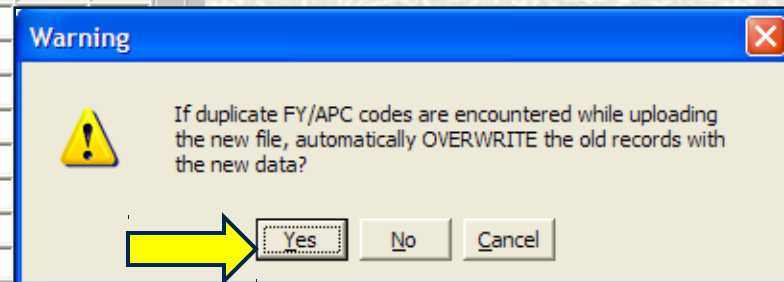 Warning
If duplicate FY/APC codes are encountered while uploading
the new file, automatically OVERWRITE the old records with
the new data?
Yes No Cancel